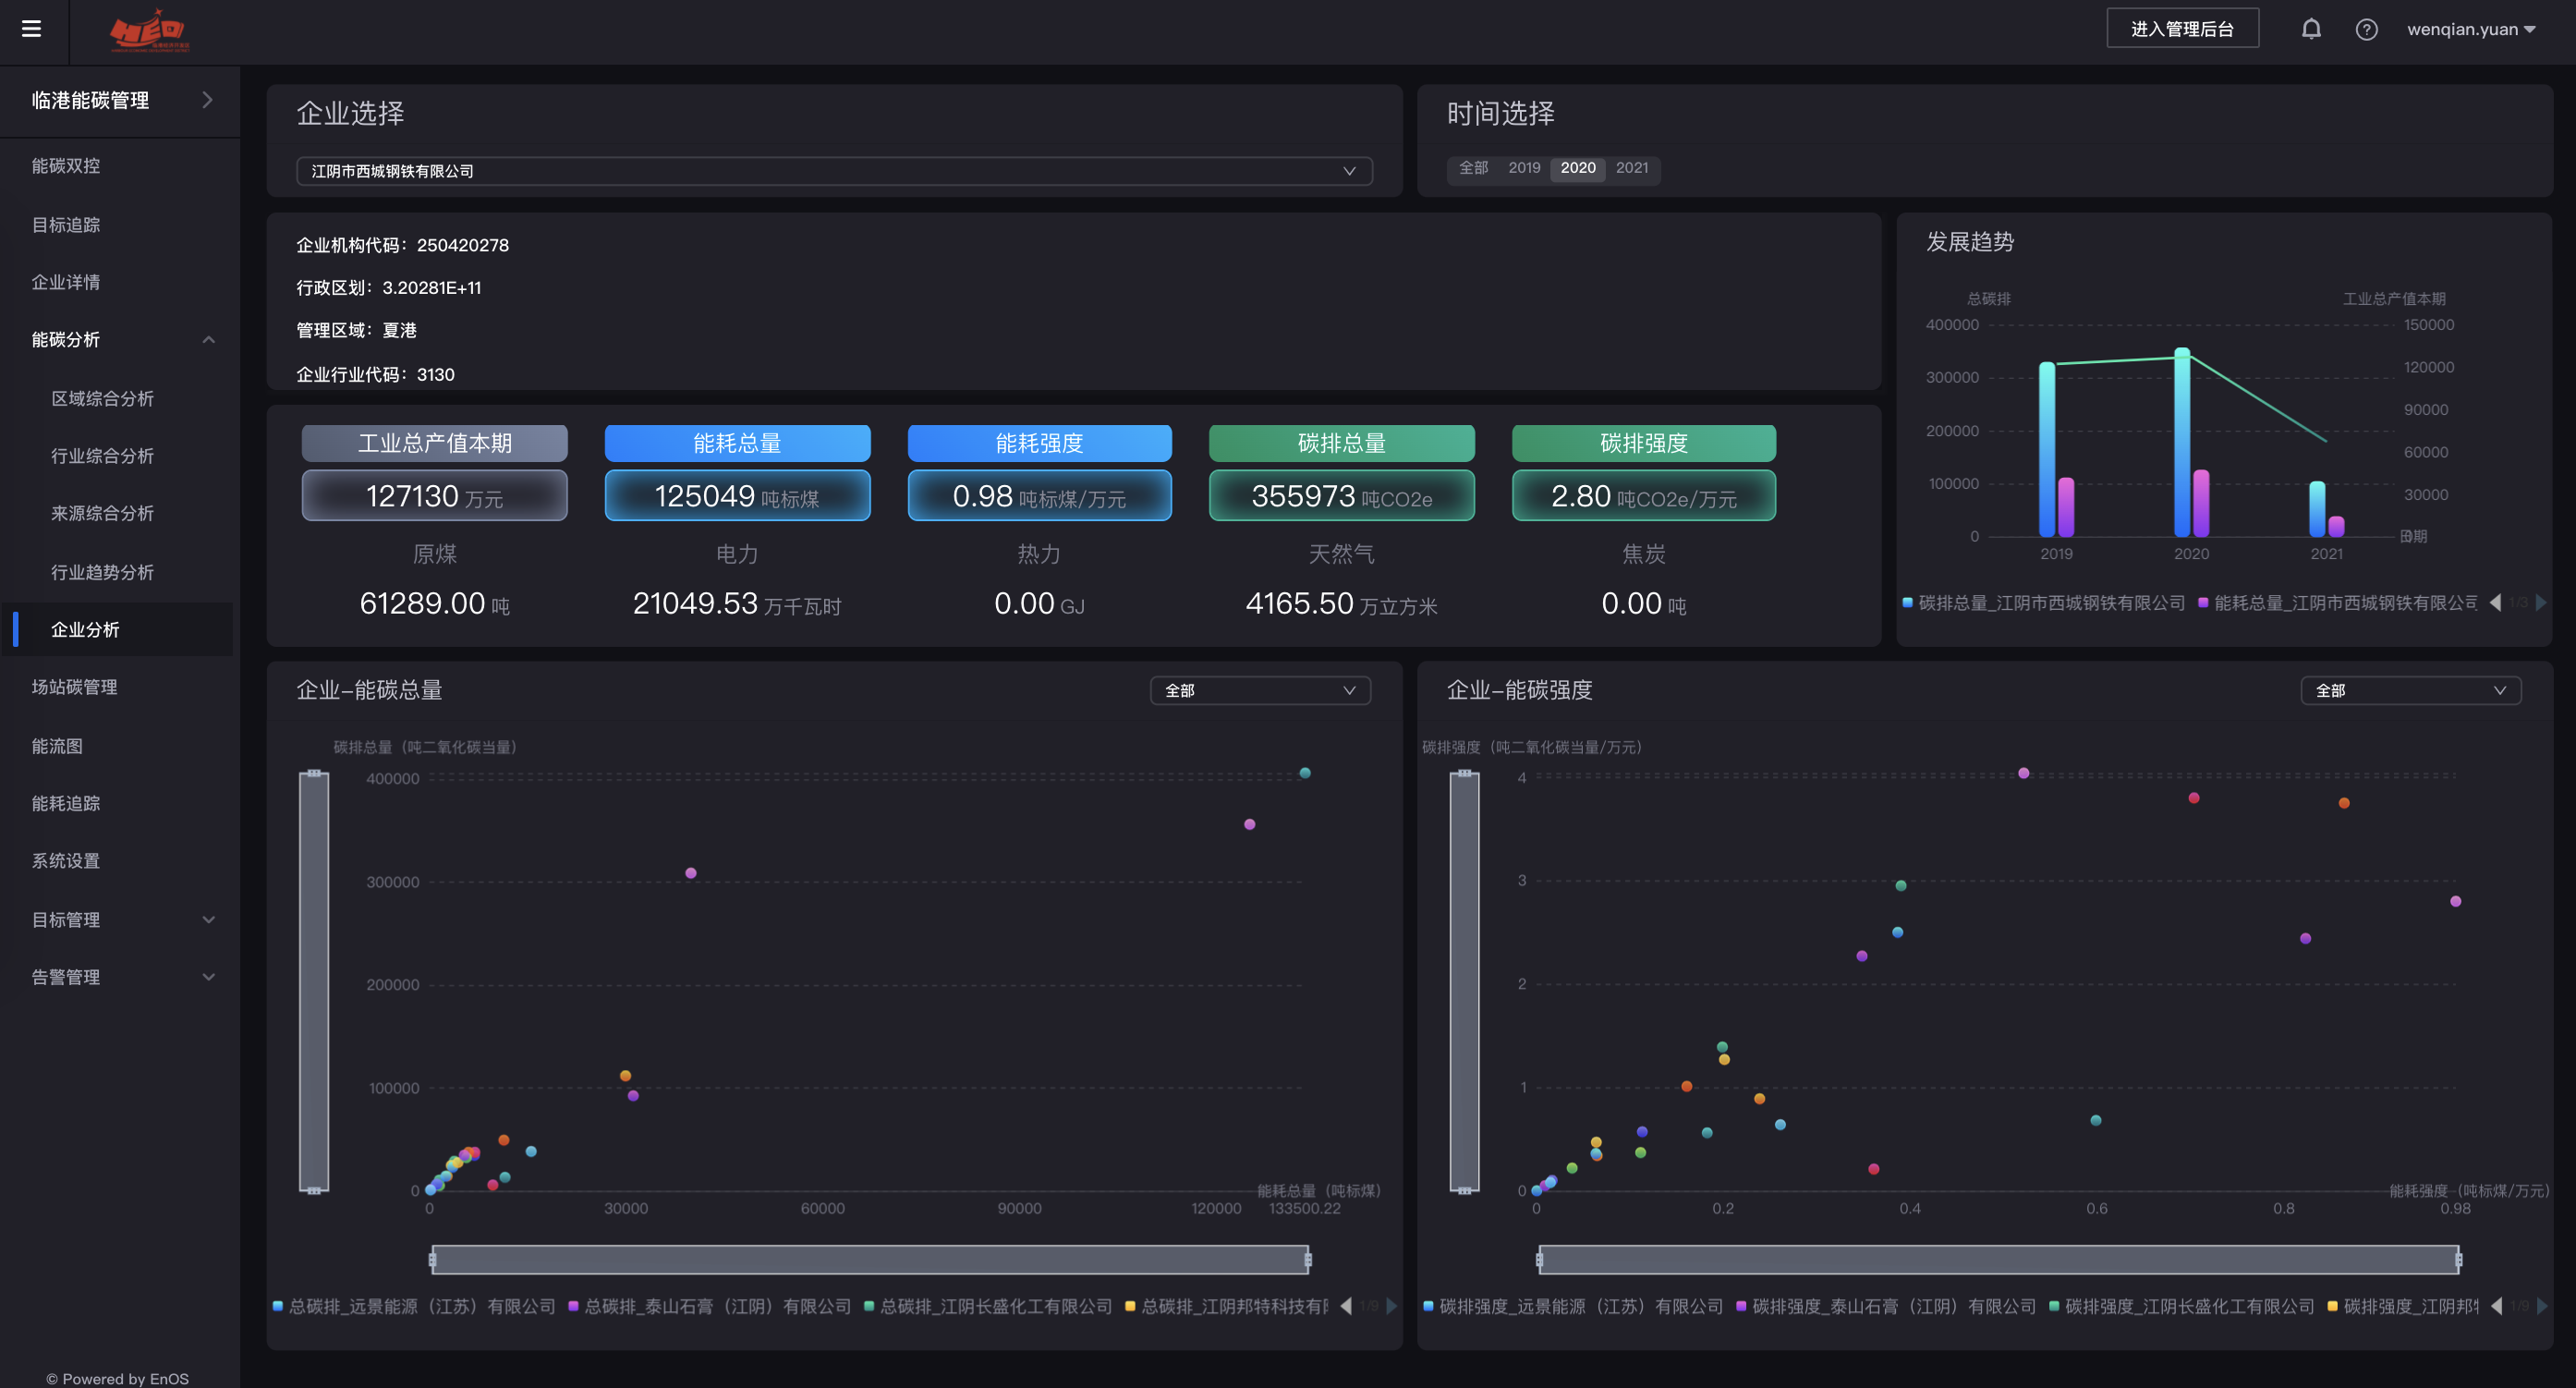 进入管理后台
wenqian.yuan
临港能碳管理
能碳双控
目标追踪
企业详情
能碳分析
区域综合分析
行业综合分析
来源综合分析
行业趋势分析
企业分析
场站碳管理
能流图
能耗追踪
系统设置
目标管理
告警管理
© Powered by EnOS
企业选择
江阴市西城钢铁有限公司
时间选择
全部 2019 2020 2021
企业机构代码：250420278
行政区划：3.20281E+11
管理区域：夏港
企业行业代码：3130
工业总产值本期
127130 万元
能耗总量
125049 吨标煤
能耗强度
0.98 吨标煤/万元
碳排总量
355973 吨CO2e
碳排强度
2.80 吨CO2e/万元
原煤
61289.00 吨
电力
21049.53 万千瓦时
热力
0.00 GJ
天然气
4165.50 万立方米
焦炭
0.00 吨
发展趋势
总碳排 工业总产值本期
400000 150000
300000 120000
90000
200000
60000
100000 30000
0 日期
2019 2020 2021
碳排总量_江阴市西城钢铁有限公司 能耗总量_江阴市西城钢铁有限公司 1/3
企业-能碳总量
全部
碳排总量（吨二氧化碳当量）
400000
300000
200000
100000
0
能耗总量（吨标煤）
0 30000 60000 90000 120000 133500.22
总碳排_远景能源（江苏）有限公司 总碳排_泰山石膏（江阴）有限公司 总碳排_江阴长盛化工有限公司 总碳排_江阴邦特科技有 1/9
企业-能碳强度
全部
碳排强度（吨二氧化碳当量/万元）
4
3
2
1
0
能耗强度（吨标煤/万元）
0 0.2 0.4 0.6 0.8 0.98
碳排强度_远景能源（江苏）有限公司 碳排强度_泰山石膏（江阴）有限公司 碳排强度_江阴长盛化工有限公司 碳排强度_江阴邦 1/9